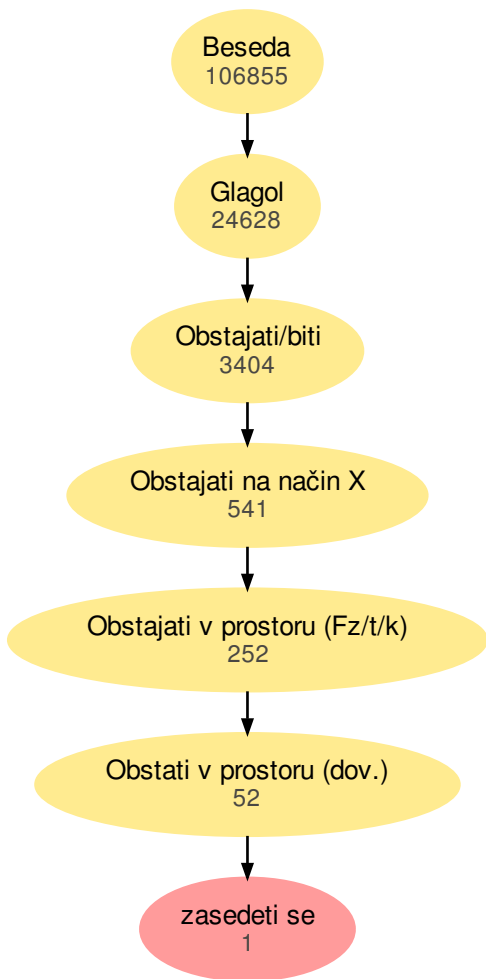 Beseda
106855
Glagol
24628
Obstajati/biti
3404
Obstajati na način X
541
Obstajati v prostoru (Fz/t/k)
252
Obstati v prostoru (dov.)
52
zasedeti se
1